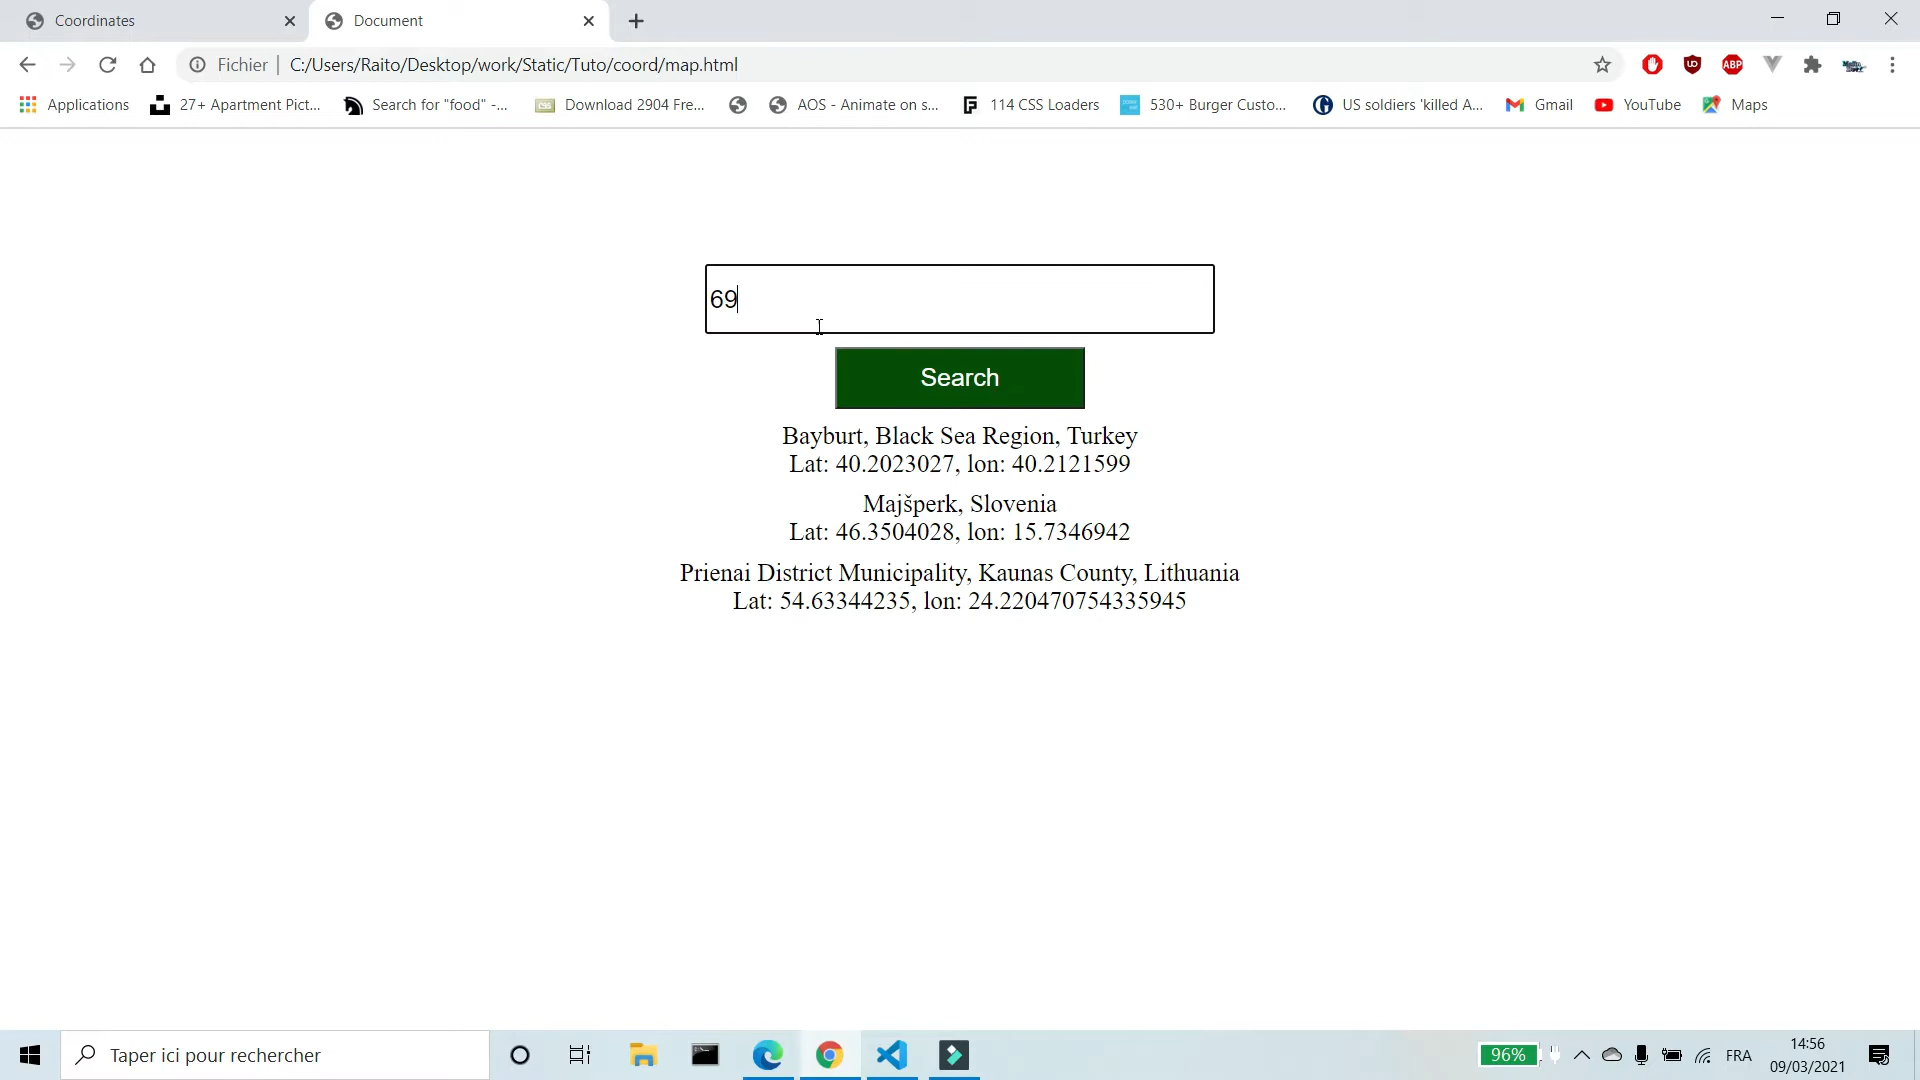 Coordinates
Document
Fichier | C:/Users/Raito/Desktop/work/Static/Tuto/coord/map.html
Applications
27+ Apartment Pict...
Search for "food" -...
Download 2904 Fre...
AOS - Animate on s...
114 CSS Loaders
530+ Burger Custo...
US soldiers 'killed A...
Gmail
YouTube
Maps
69
Search
Bayburt, Black Sea Region, Turkey
Lat: 40.2023027, lon: 40.2121599
Majšperk, Slovenia
Lat: 46.3504028, lon: 15.7346942
Prienai District Municipality, Kaunas County, Lithuania
Lat: 54.63344235, lon: 24.220470754335945
Taper ici pour rechercher
96%
FRA
14:56
09/03/2021